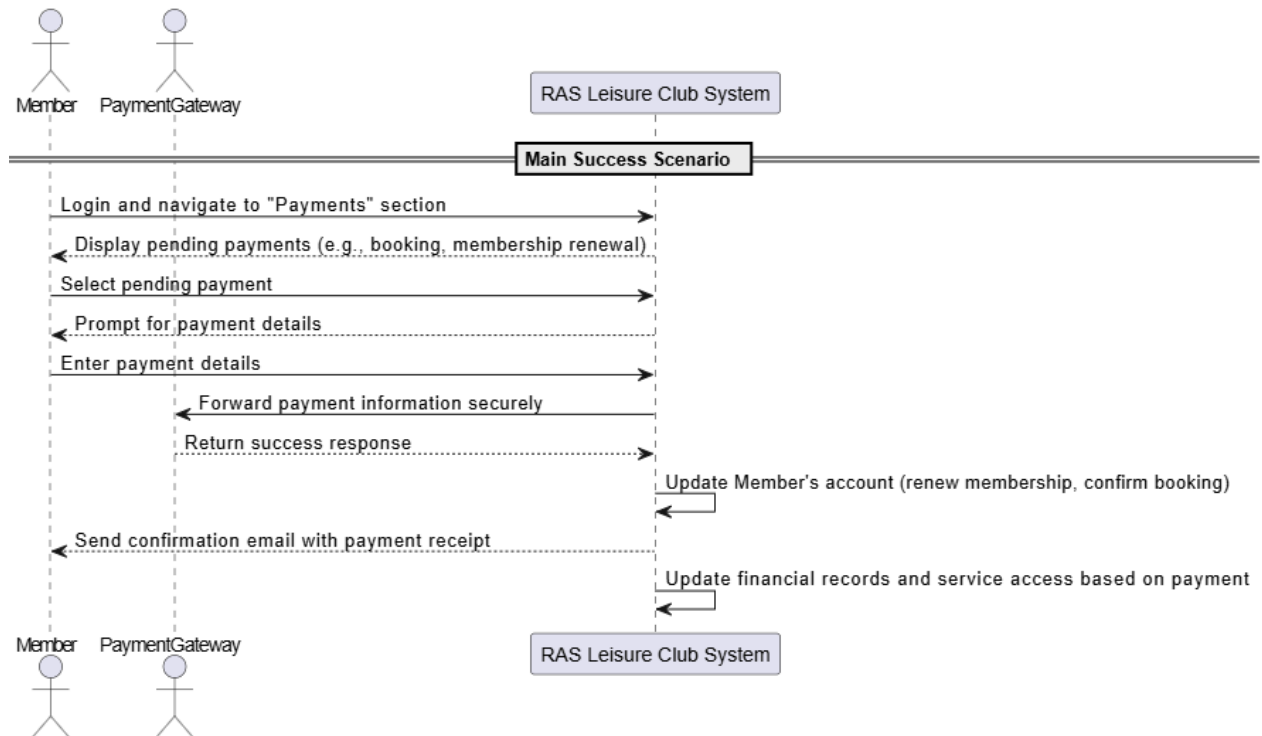 Member PaymentGateway RAS Leisure Club System
Main Success Scenario
Login and navigate to "Payments" section
Display pending payments (e.g., booking, membership renewal)
Select pending payment
Prompt for payment details
Enter payment details
Forward payment information securely
Return success response
Update Member's account (renew membership, confirm booking)
Send confirmation email with payment receipt
Update financial records and service access based on payment
Member PaymentGateway RAS Leisure Club System